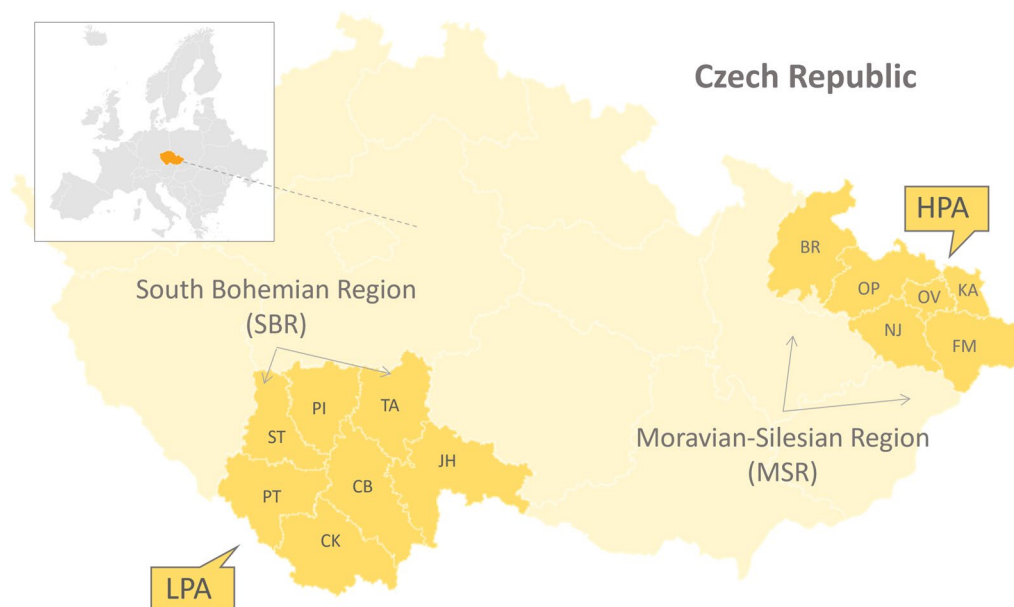 Czech Republic
HPA
BR
OP
OV
KA
NJ
FM
South Bohemian Region
(SBR)
PI
TA
ST
JH
PT
CB
CK
Moravian-Silesian Region
(MSR)
LPA